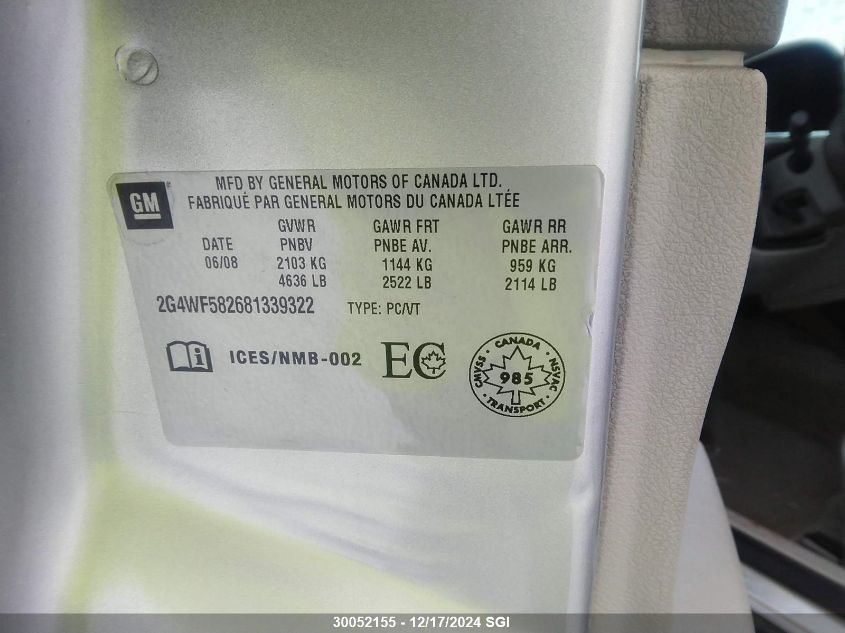 GM
MFD BY GENERAL MOTORS OF CANADA LTD.
FABRIQUÉ PAR GENERAL MOTORS DU CANADA LTÉE
GVWR GAWR FRT GAWR RR
DATE PNBV PNBE AV. PNBE ARR.
06/08 2103 KG 1144 KG 959 KG
4636 LB 2522 LB 2114 LB
2G4WF582681339322 TYPE: PC/VT
i ICES/NMB-002 EC
CANADA
CMVSS 985 NSVAC
TRANSPORT
30052155 - 12/17/2024 SGI